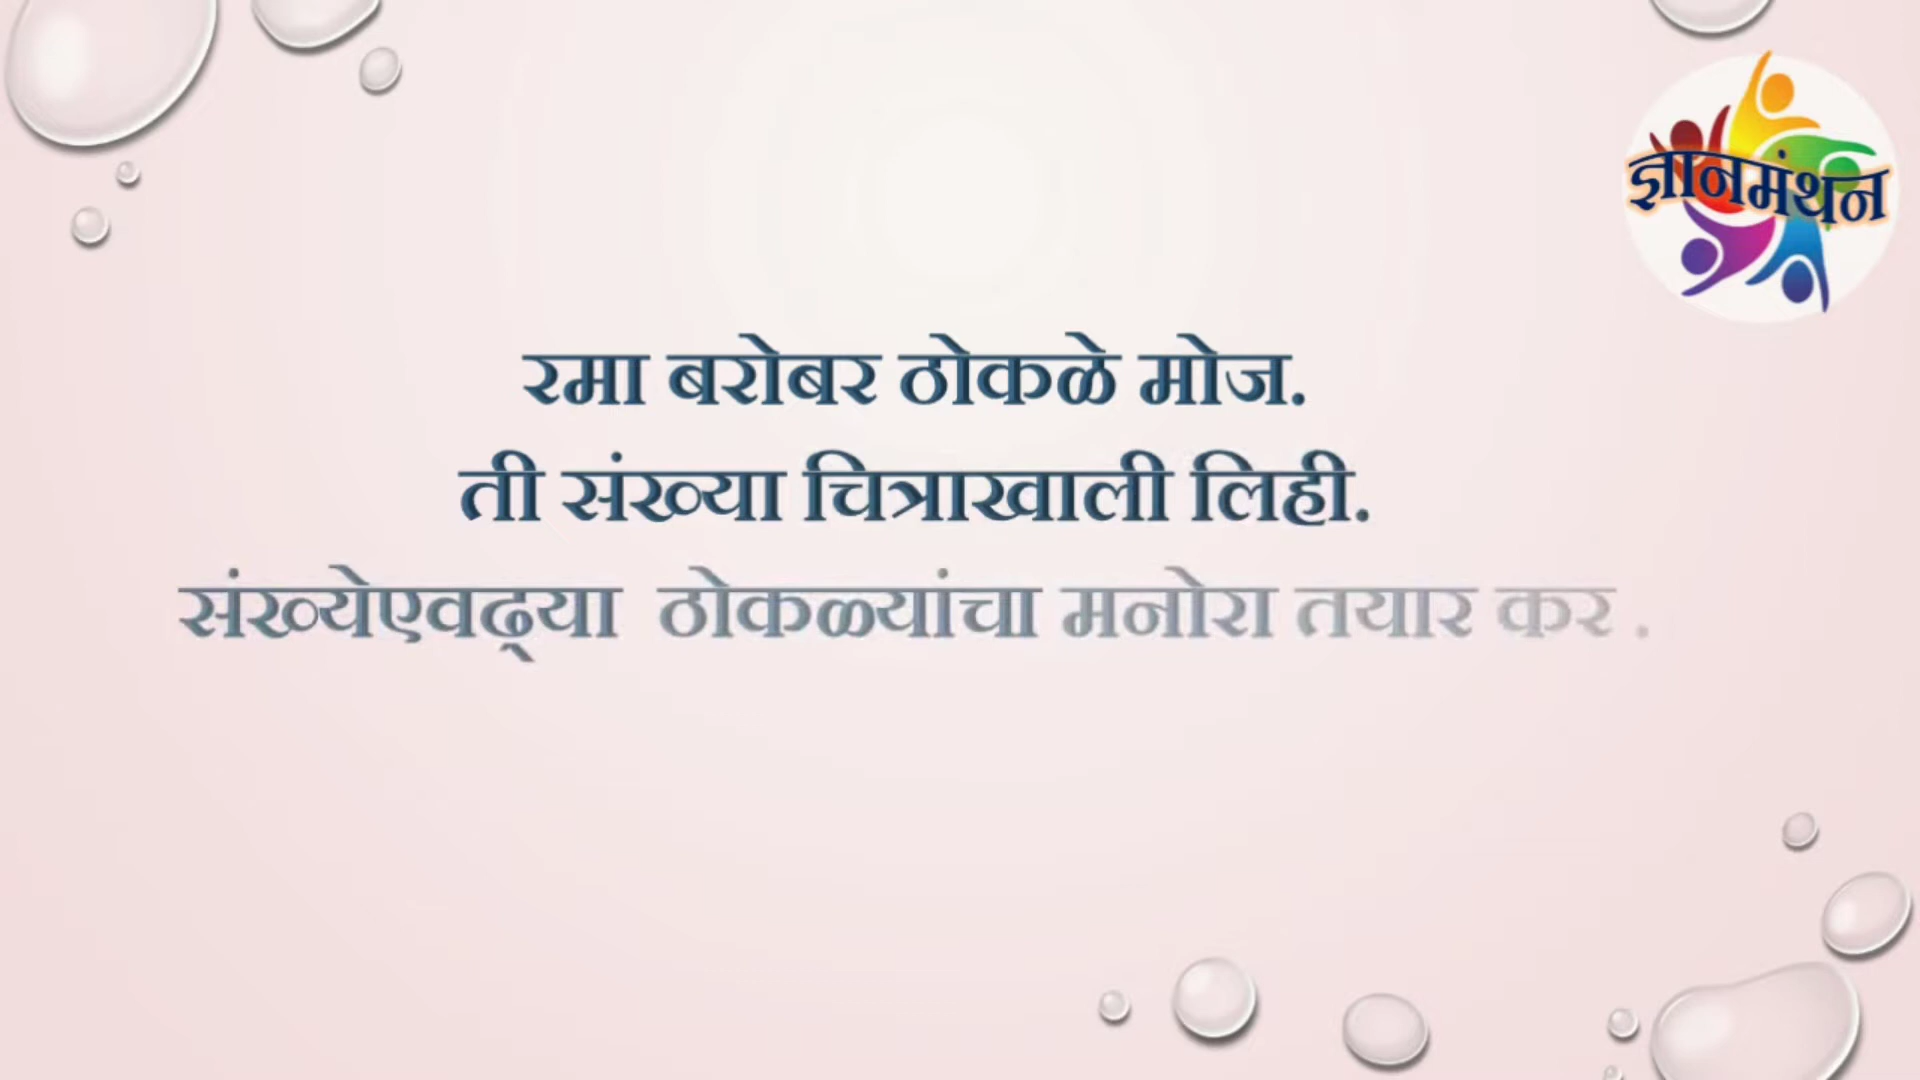 ज्ञानमंथन
रमा बरोबर ठोकळे मोज.
ती संख्या चित्राखाली लिही.
संख्येएवढ्या ठोकळ्यांचा मनोरा तयार कर .